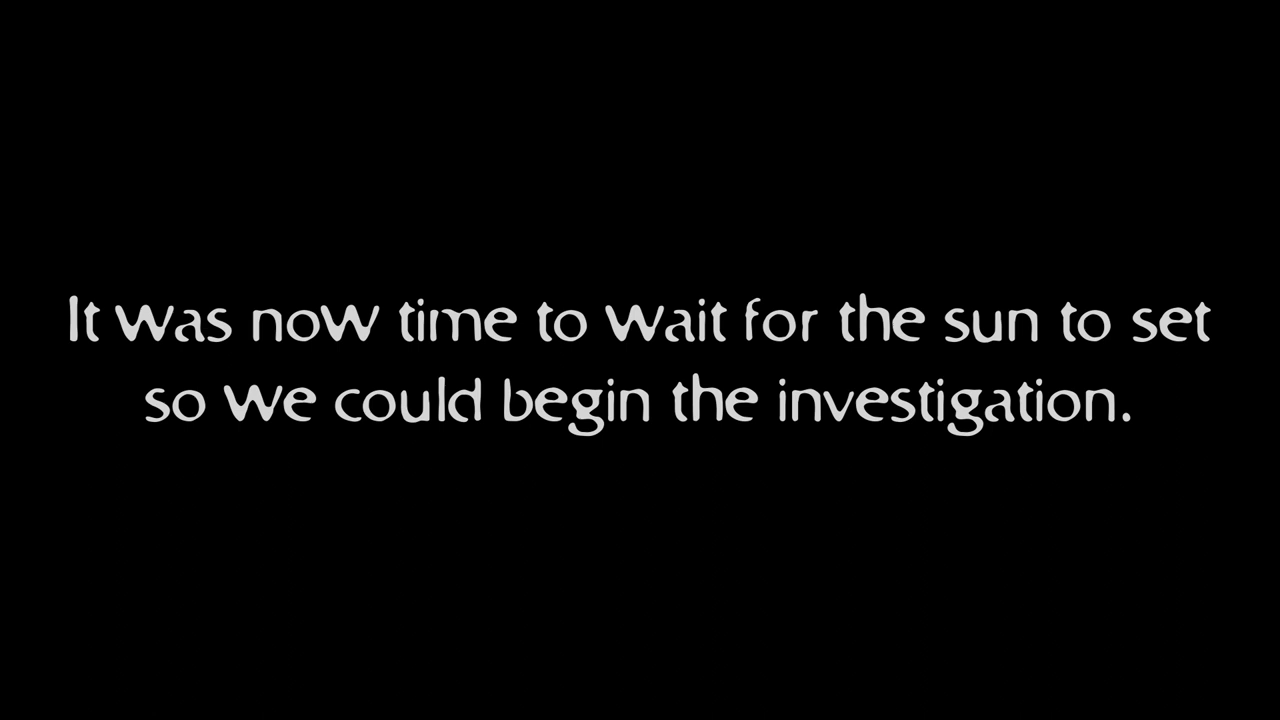 It was now time to wait for the sun to set
so we could begin the investigation.